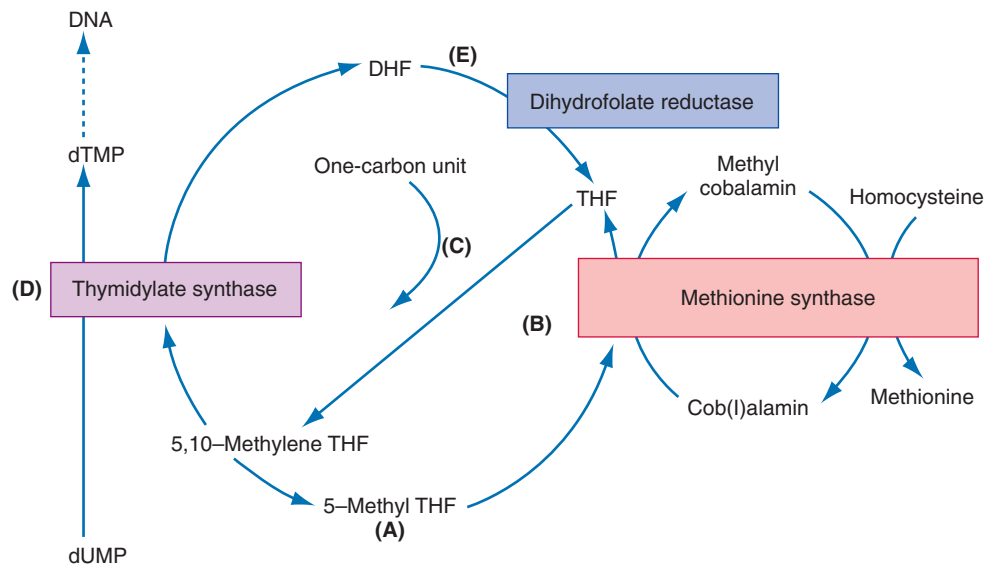 DNA
(E)
DHF
Dihydrofolate reductase
dTMP
One-carbon unit
Methyl
cobalamin
THF
Homocysteine
(C)
(D)
Thymidylate synthase
Methionine synthase
(B)
Methionine
Cob(I)alamin
5,10–Methylene THF
5–Methyl THF
(A)
dUMP